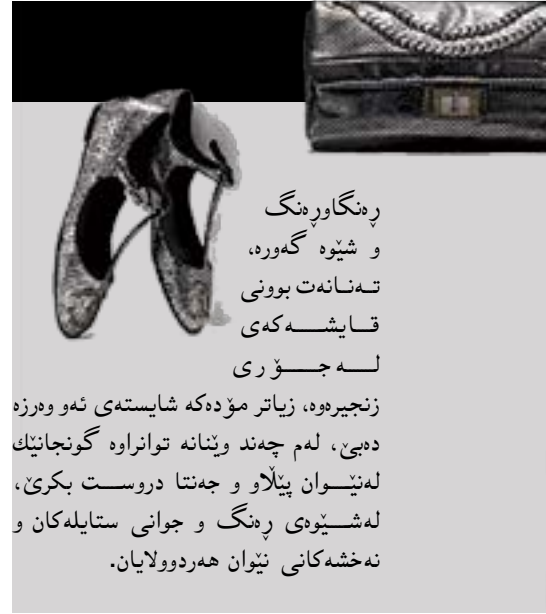 ڕەنگاوڕەنگ
و شێوە گەورە،
تەنانەت بوونی
قایشەکەی
لە جۆری
زنجیرەوە، زیاتر مۆدەکە شایستەی ئەو وەرزە
دەبێ، لەم چەند وێنانە توانراوە گونجانێك
لەنێوان پێڵاو و جەنتا دروست بکرێ،
لەشێوەی ڕەنگ و جوانی ستایلەکان و
نەخشەکانی نێوان هەردوولایان.